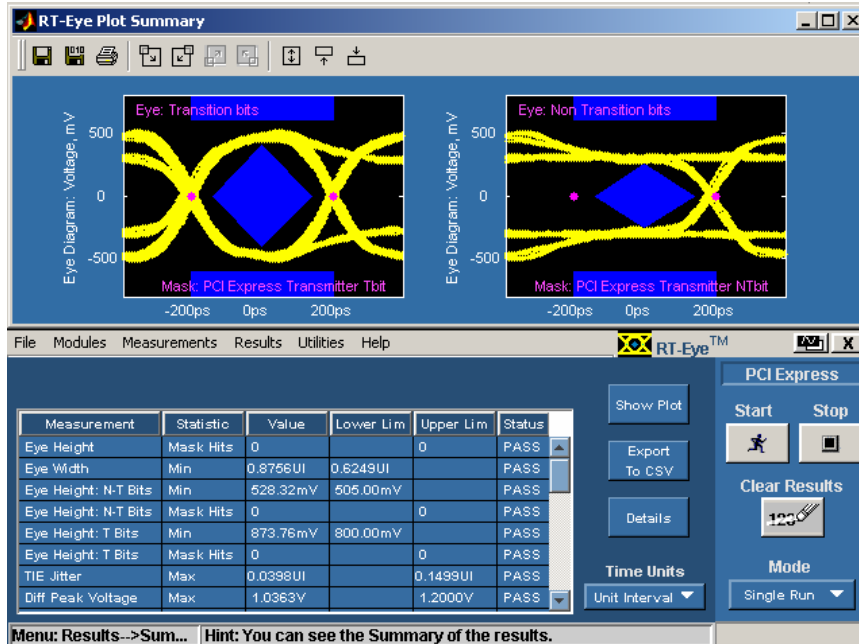 RT-Eye Plot Summary
Eye: Transition bits
Eye Diagram: Voltage, mV
500
0
-500
Mask: PCI Express Transmitter Tbit
-200ps 0ps 200ps
Eye: Non Transition bits
Eye Diagram: Voltage, mV
500
0
-500
Mask: PCI Express Transmitter NTbit
-200ps 0ps 200ps
File Modules Measurements Results Utilities Help
RT-Eye™
X
Measurement Statistic Value Lower Lim Upper Lim Status
Eye Height Mask Hits 0 0 PASS
Eye Width Min 0.8756UI 0.6249UI PASS
Eye Height: N-T Bits Min 528.32mV 505.00mV PASS
Eye Height: N-T Bits Mask Hits 0 0 PASS
Eye Height: T Bits Min 873.76mV 800.00mV PASS
Eye Height: T Bits Mask Hits 0 0 PASS
TIE Jitter Max 0.0398UI 0.1499UI PASS
Diff Peak Voltage Max 1.0363V 1.2000V PASS
Show Plot
Export
To CSV
Details
Time Units
Unit Interval
PCI Express
Start Stop
Clear Results
123
Mode
Single Run
Menu: Results-->Sum... Hint: You can see the Summary of the results.